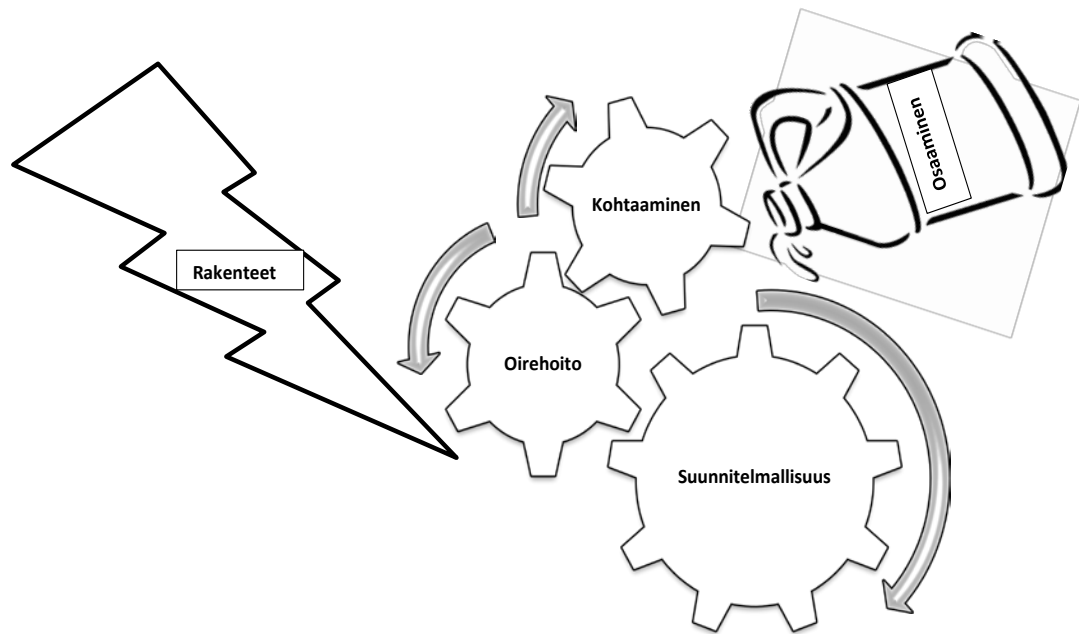 Osaaminen
Kohtaaminen
Rakenteet
Oirehoito
Suunnitelmallisuus